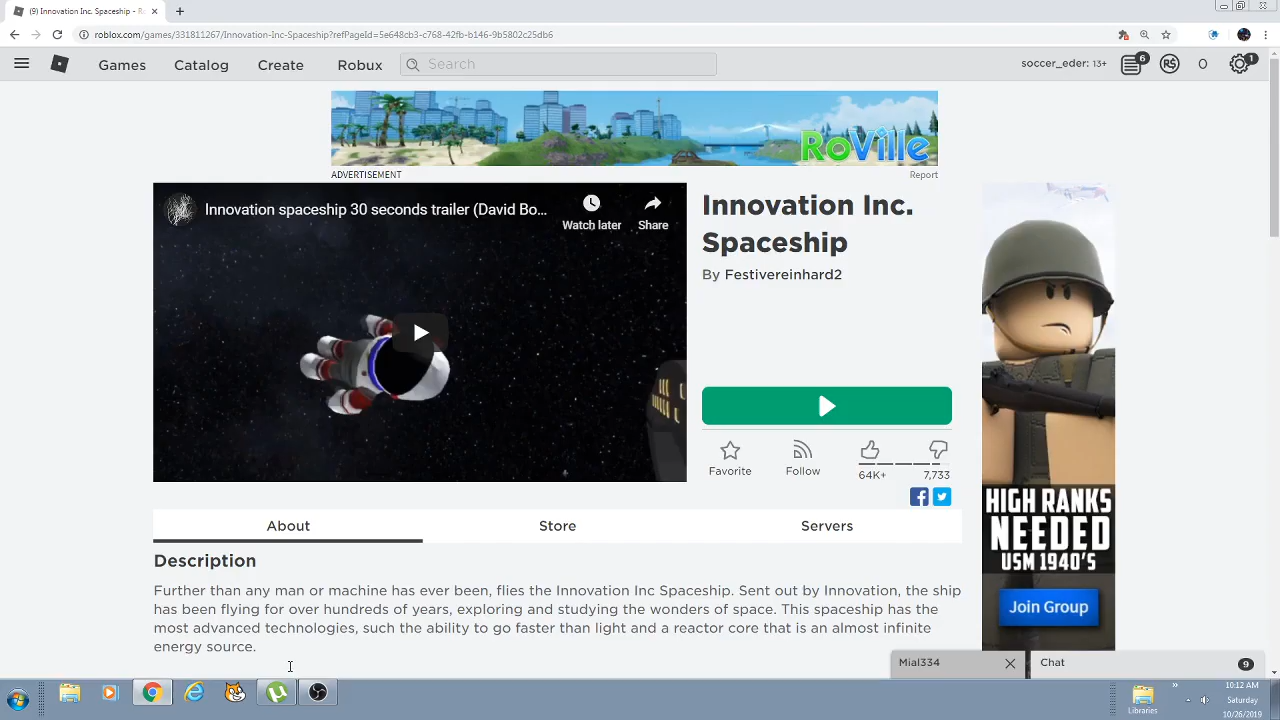 (9) Innovation Inc. Spaceship - Ro
roblox.com/games/331811267/Innovation-Inc-Spaceship?refPageId=5e648cb3-c768-42fb-b146-9b5802c25db6
Games Catalog Create Robux Search soccer_eder: 13+ 6 R$ 0 1
RoVille
ADVERTISEMENT Report
Innovation spaceship 30 seconds trailer (David Bo...
Watch later Share
Innovation Inc.
Spaceship
By Festivereinhard2
Favorite Follow 64K+ 7,733
About Store Servers
Description
Further than any man or machine has ever been, flies the Innovation Inc Spaceship. Sent out by Innovation, the ship
has been flying for over hundreds of years, exploring and studying the wonders of space. This spaceship has the
most advanced technologies, such the ability to go faster than light and a reactor core that is an almost infinite
energy source.
HIGH RANKS
NEEDED
USM 1940'S
Join Group
Mial334 Chat 9
Libraries
10:12 AM
Saturday
10/26/2019